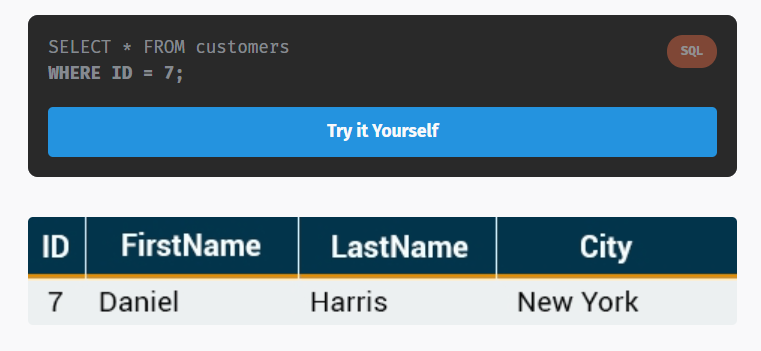 SELECT * FROM customers
SQL
WHERE ID = 7;
Try it Yourself
ID FirstName LastName City
7 Daniel Harris New York